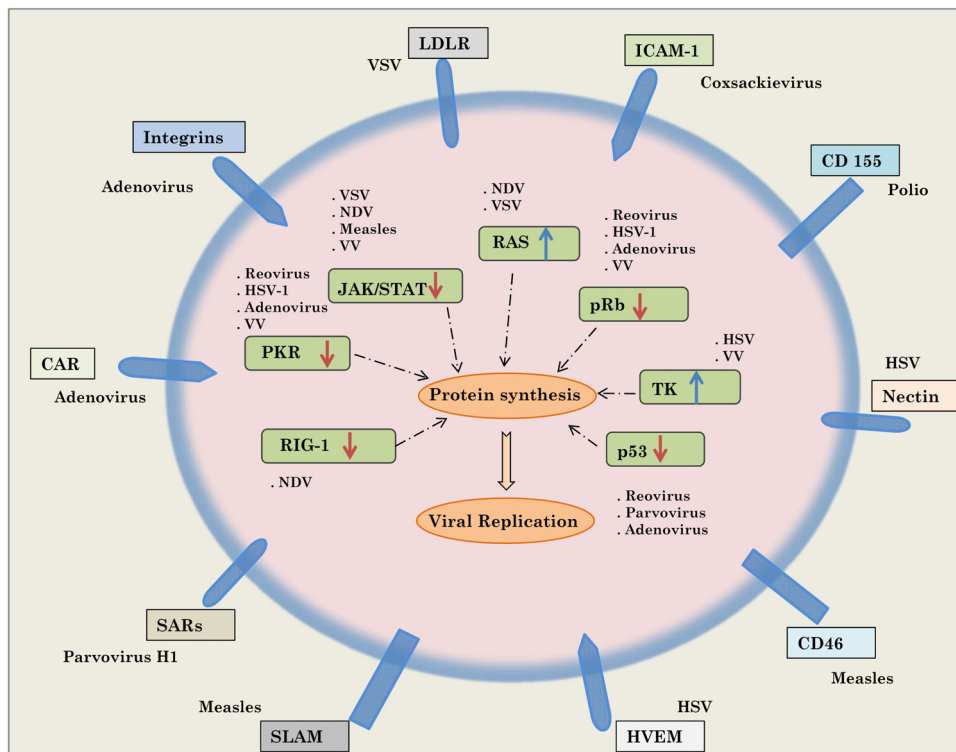 LDLR
VSV
ICAM-1
Coxsackievirus
Integrins
Adenovirus
CD 155
Polio
. VSV
. NDV
. Measles
. VV
JAK/STAT
. NDV
. VSV
RAS
. Reovirus
. HSV-1
. Adenovirus
. VV
pRb
. Reovirus
. HSV-1
. Adenovirus
. VV
PKR
. HSV
. VV
TK
CAR
Adenovirus
HSV
Nectin
Protein synthesis
RIG-1
. NDV
p53
. Reovirus
. Parvovirus
. Adenovirus
Viral Replication
SARs
Parvovirus H1
CD46
Measles
Measles
SLAM
HSV
HVEM